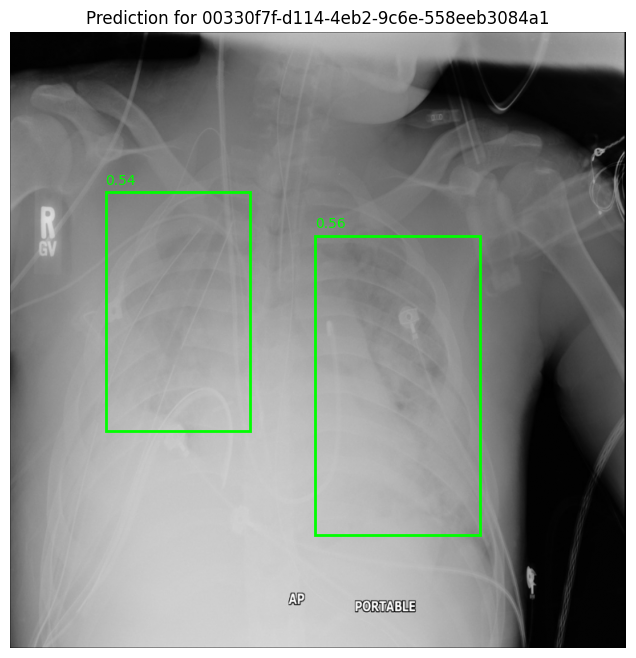 Prediction for 00330f7f-d114-4eb2-9c6e-558eeb3084a1
0.54
R
GV
0.56
AP
PORTABLE